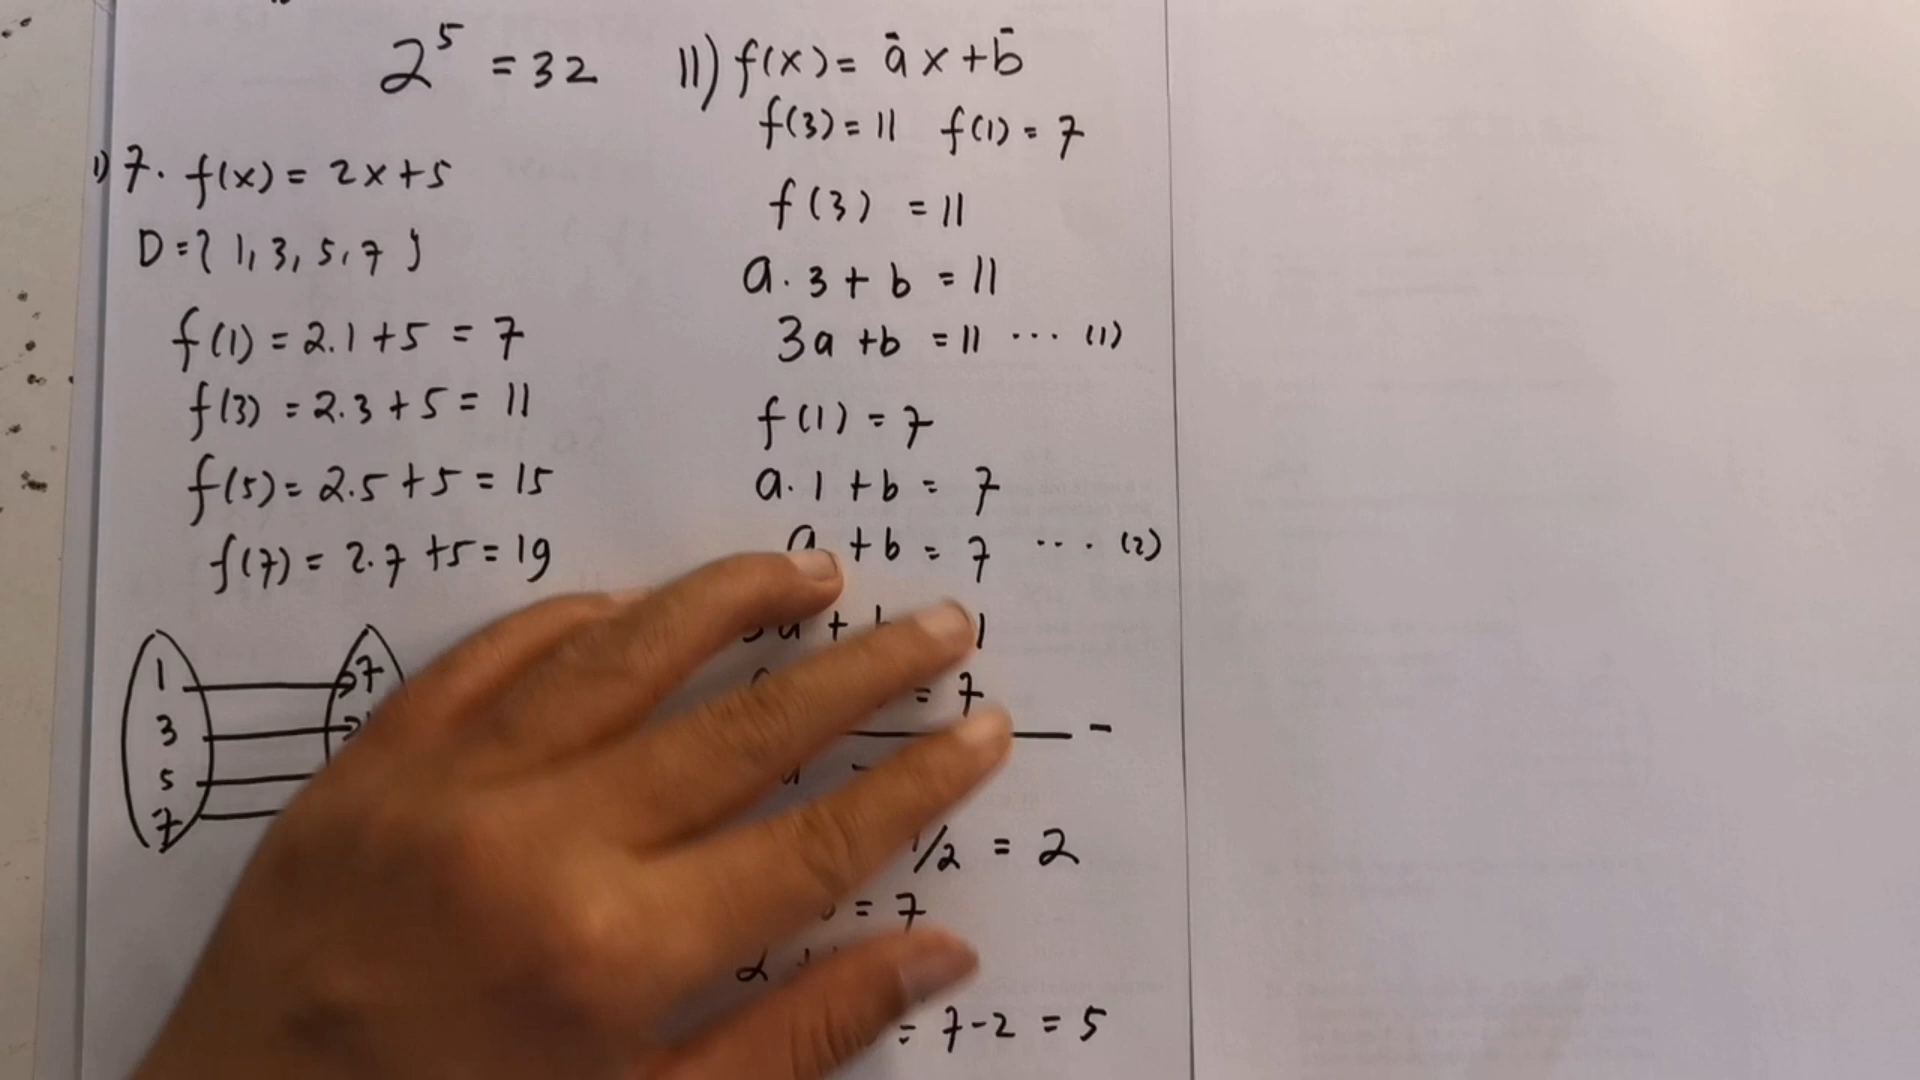 2⁵ = 32
1) 7. f(x) = 2x+5
D = { 1, 3, 5, 7 }
f(1) = 2.1 +5 = 7
f(3) = 2.3 + 5 = 11
f(5) = 2.5 +5 = 15
f(7) = 2.7 +5 = 19
1
7
3
5
7
11) f(x) = a̅ x + b̅
f(3) = 11 f(1) = 7
f(3) = 11
a. 3 + b = 11
3a +b = 11 ... (1)
f(1) = 7
a. 1 + b = 7
a +b = 7 ... (2)
= 7
-
/2 = 2
= 7
= 7-2 = 5